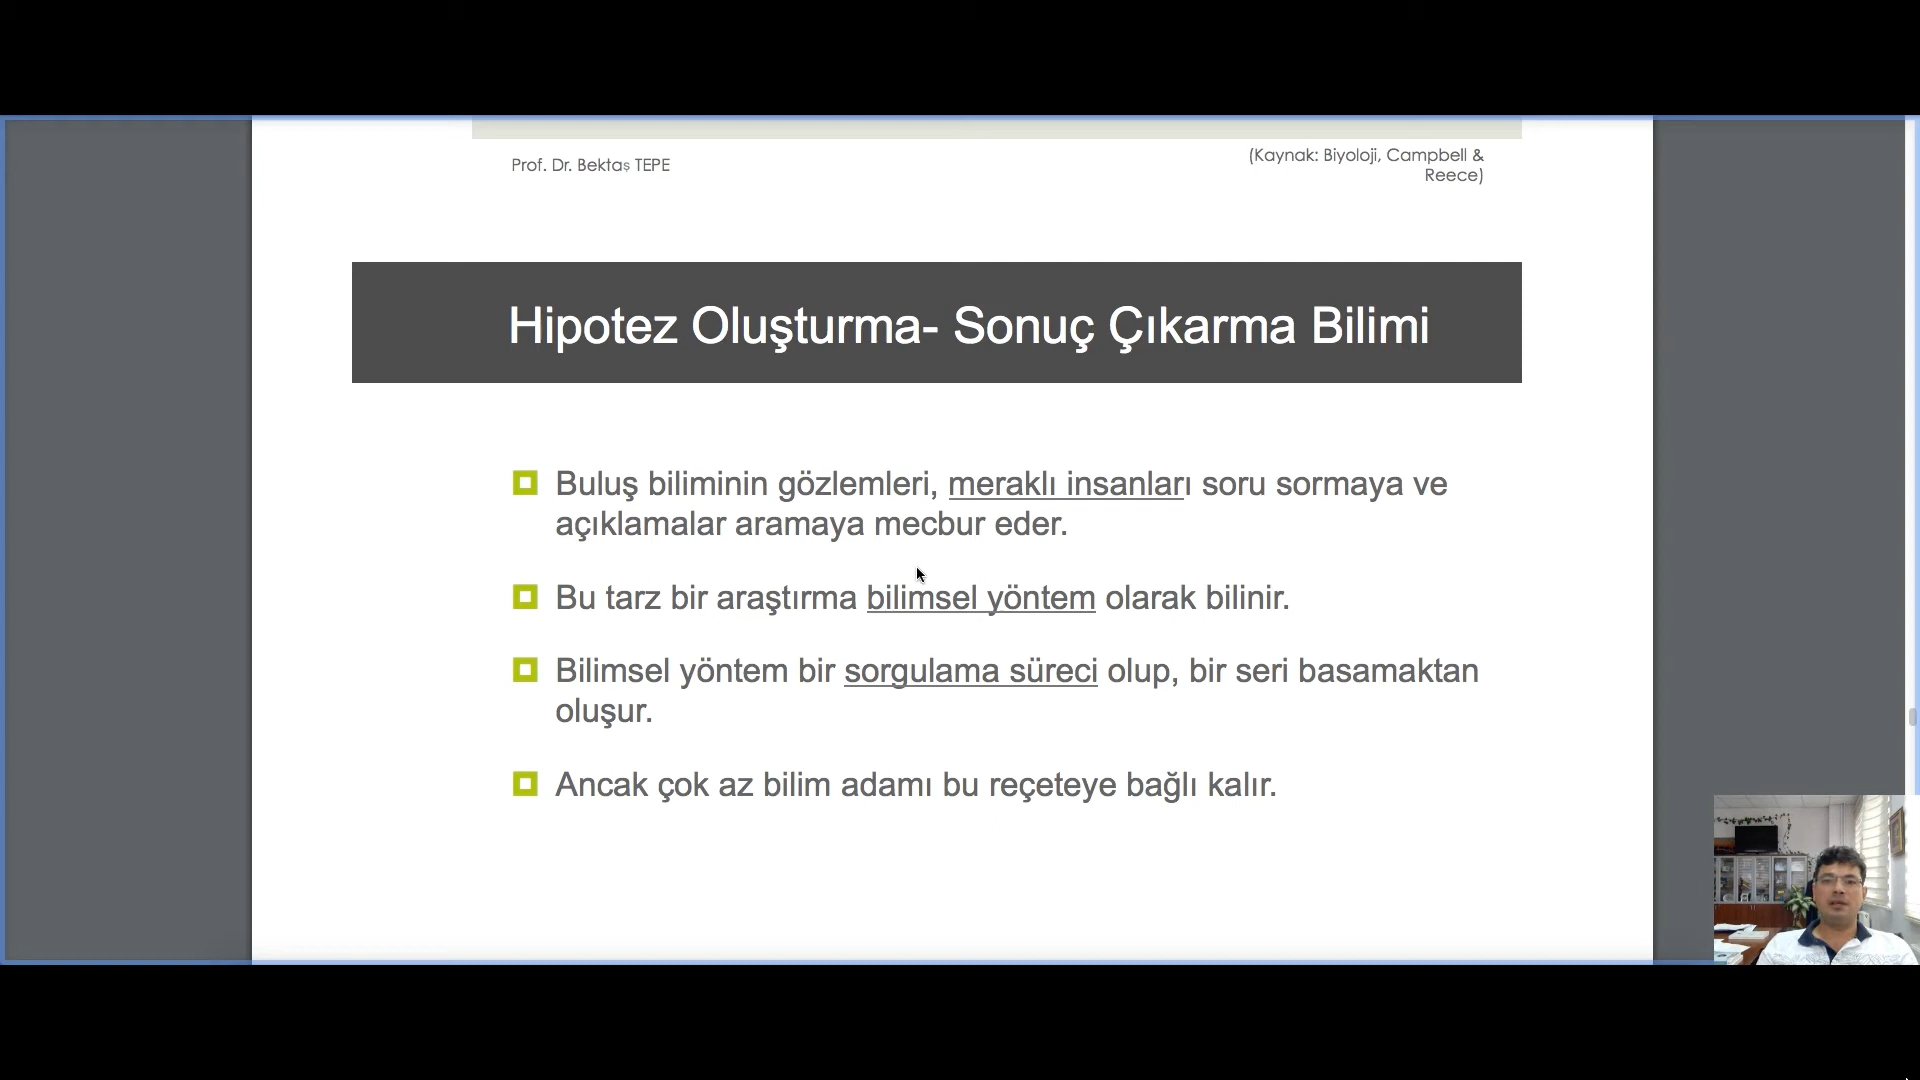 Prof. Dr. Bektaş TEPE
(Kaynak: Biyoloji, Campbell &
Reece)
Hipotez Oluşturma- Sonuç Çıkarma Bilimi
Buluş biliminin gözlemleri, meraklı insanları soru sormaya ve
açıklamalar aramaya mecbur eder.
Bu tarz bir araştırma bilimsel yöntem olarak bilinir.
Bilimsel yöntem bir sorgulama süreci olup, bir seri basamaktan
oluşur.
Ancak çok az bilim adamı bu reçeteye bağlı kalır.